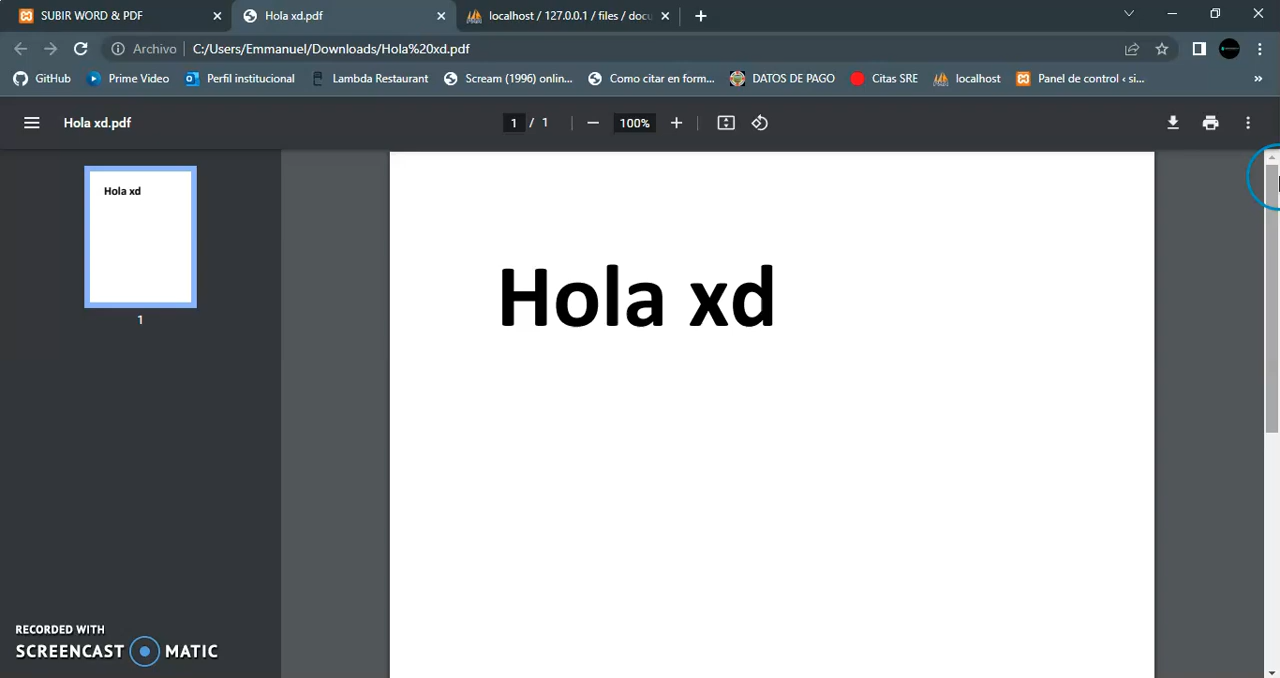 SUBIR WORD & PDF
Hola xd.pdf
localhost / 127.0.0.1 / files / docu
Archivo
C:/Users/Emmanuel/Downloads/Hola%20xd.pdf
GitHub
Prime Video
Perfil institucional
Lambda Restaurant
Scream (1996) online...
Como citar en form...
DATOS DE PAGO
Citas SRE
localhost
Panel de control ‹ si...
»
Hola xd.pdf
1 / 1
100%
Hola xd
1
Hola xd
RECORDED WITH
SCREENCAST MATIC